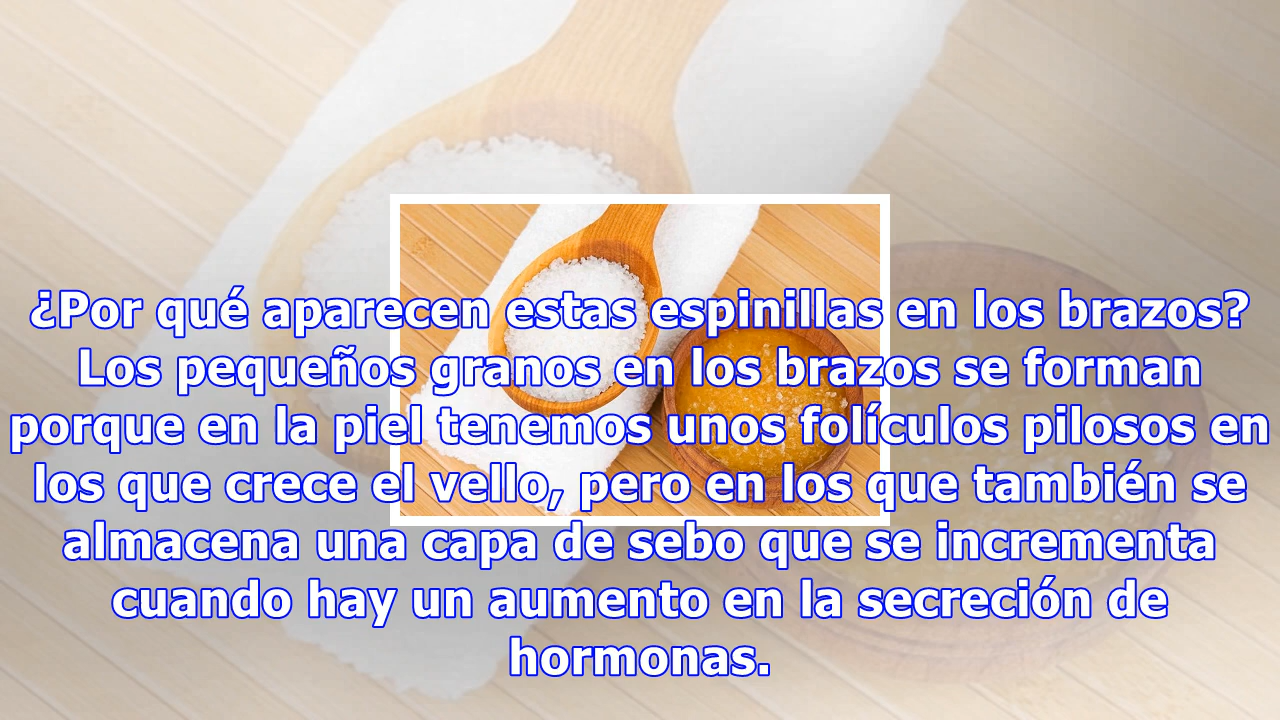 ¿Por qué aparecen estas espinillas en los brazos?
Los pequeños granos en los brazos se forman
porque en la piel tenemos unos folículos pilosos en
los que crece el vello, pero en los que también se
almacena una capa de sebo que se incrementa
cuando hay un aumento en la secreción de
hormonas.